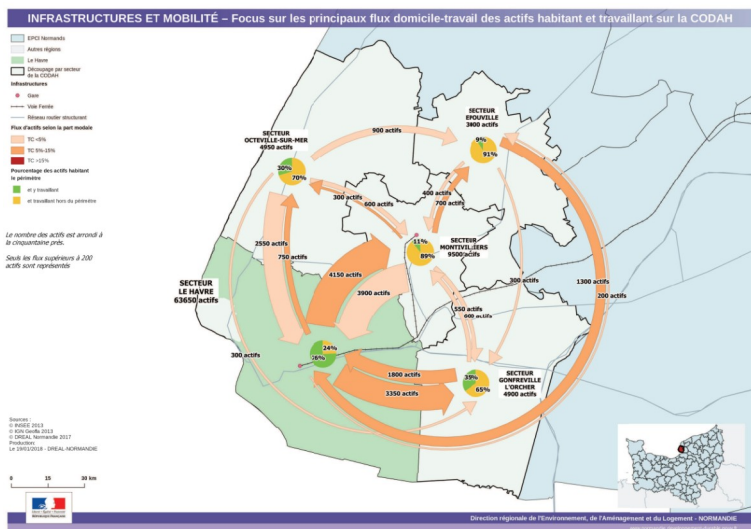 INFRASTRUCTURES ET MOBILITÉ – Focus sur les principaux flux domicile-travail des actifs habitant et travaillant sur la CODAH
EPCI Normands
Autres régions
Le Havre
Découpage par secteur
de la CODAH
Infrastructures
Gare
Voie Ferrée
Réseau routier structurant
Flux d'actifs selon la part modale
TC <5%
TC 5%-15%
TC >15%
Pourcentage des actifs habitant
le périmètre
et y travaillant
et travaillant hors du périmètre
Le nombre des actifs est arrondi à
la cinquantaine près.
Seuls les flux supérieurs à 200
actifs sont représentés
SECTEUR
OCTEVILLE-SUR-MER
4950 actifs
30%
70%
900 actifs
SECTEUR
EPOUVILLE
3400 actifs
9%
91%
300 actifs
600 actifs
400 actifs
700 actifs
11%
89%
SECTEUR
MONTIVILLIERS
9500 actifs
2550 actifs
750 actifs
4150 actifs
3900 actifs
SECTEUR
LE HAVRE
63650 actifs
24%
76%
300 actifs
1800 actifs
3350 actifs
550 actifs
600 actifs
300 actifs
1300 actifs
200 actifs
39%
65%
SECTEUR
GONFREVILLE
L'ORCHER
4900 actifs
Sources :
© INSEE 2013
© IGN Geofla 2013
© DREAL Normandie 2017
Production:
Le 19/01/2018 - DREAL-NORMANDIE
0 15 30 km
RÉPUBLIQUE FRANÇAISE
Direction régionale de l'Environnement, de l'Aménagement et du Logement - NORMANDIE